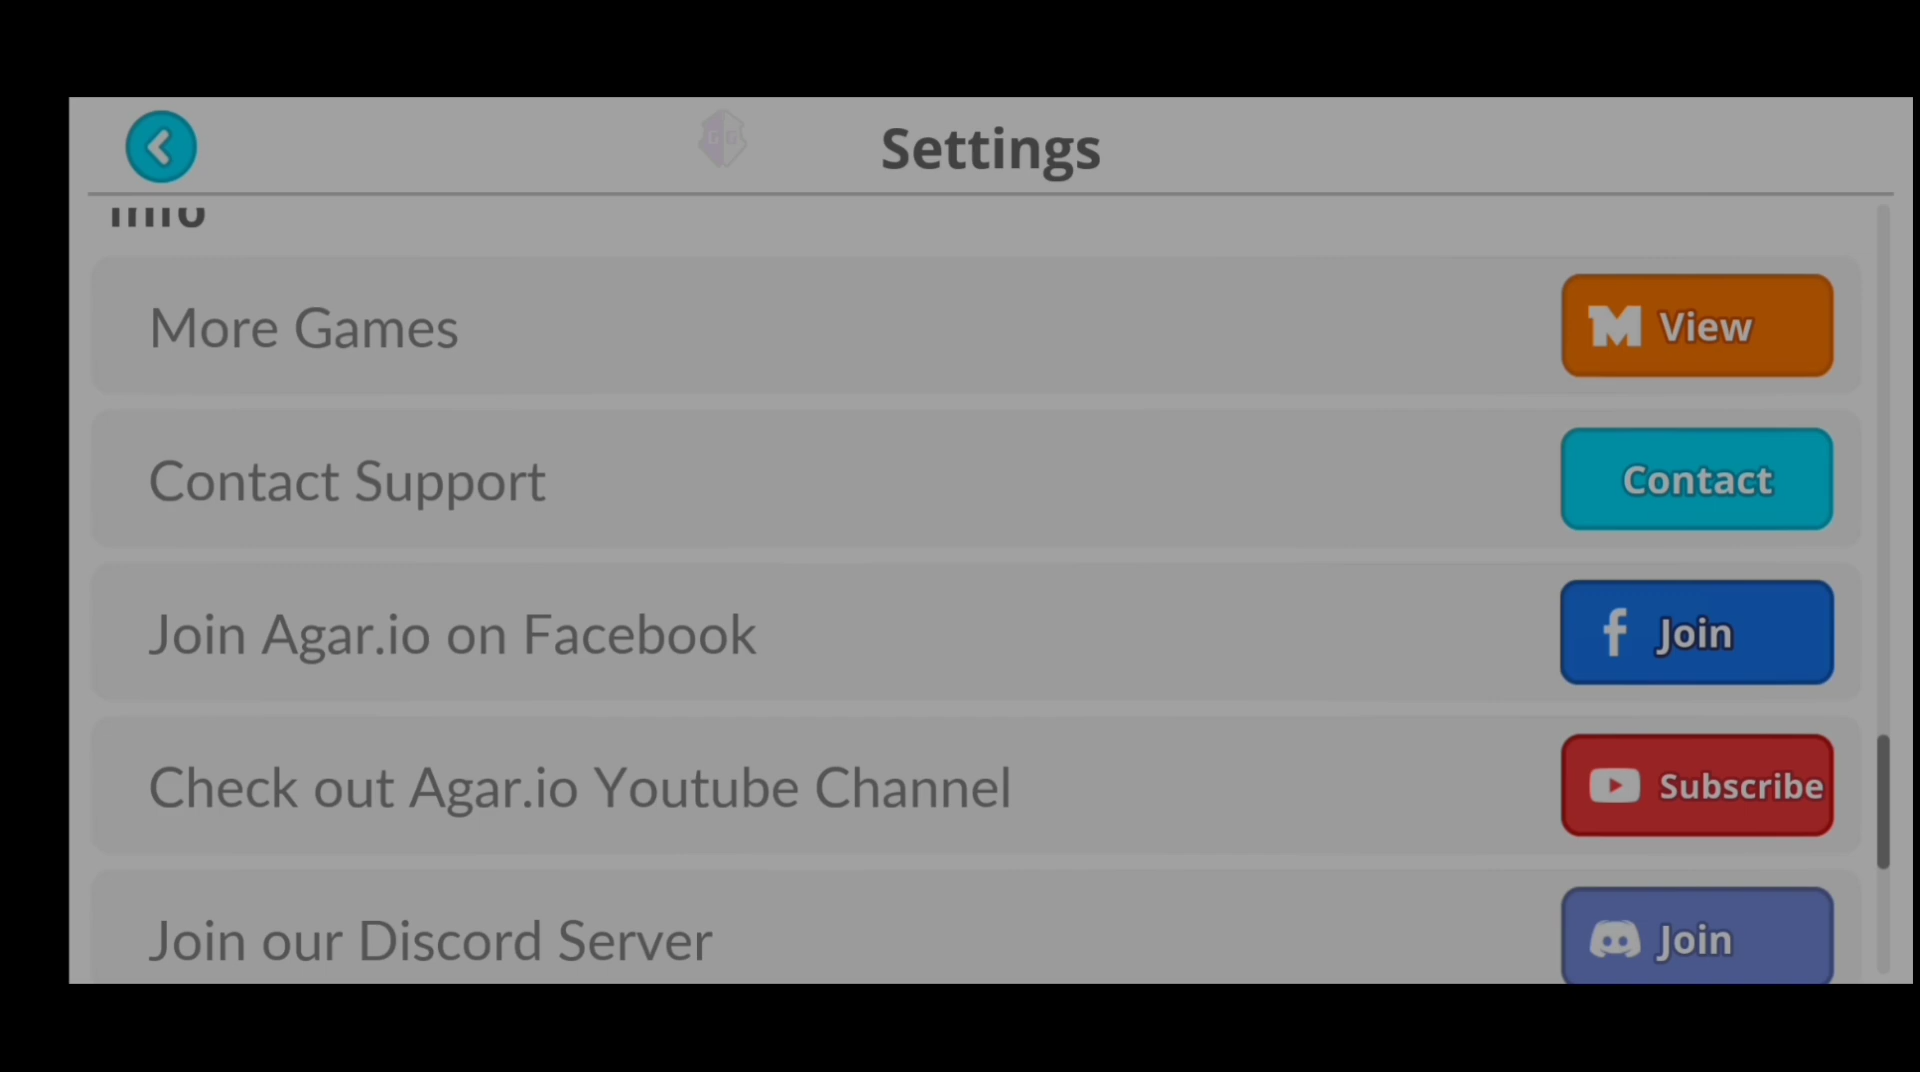 Settings
Info
More Games
View
Contact Support
Contact
Join Agar.io on Facebook
Join
Check out Agar.io Youtube Channel
Subscribe
Join our Discord Server
Join